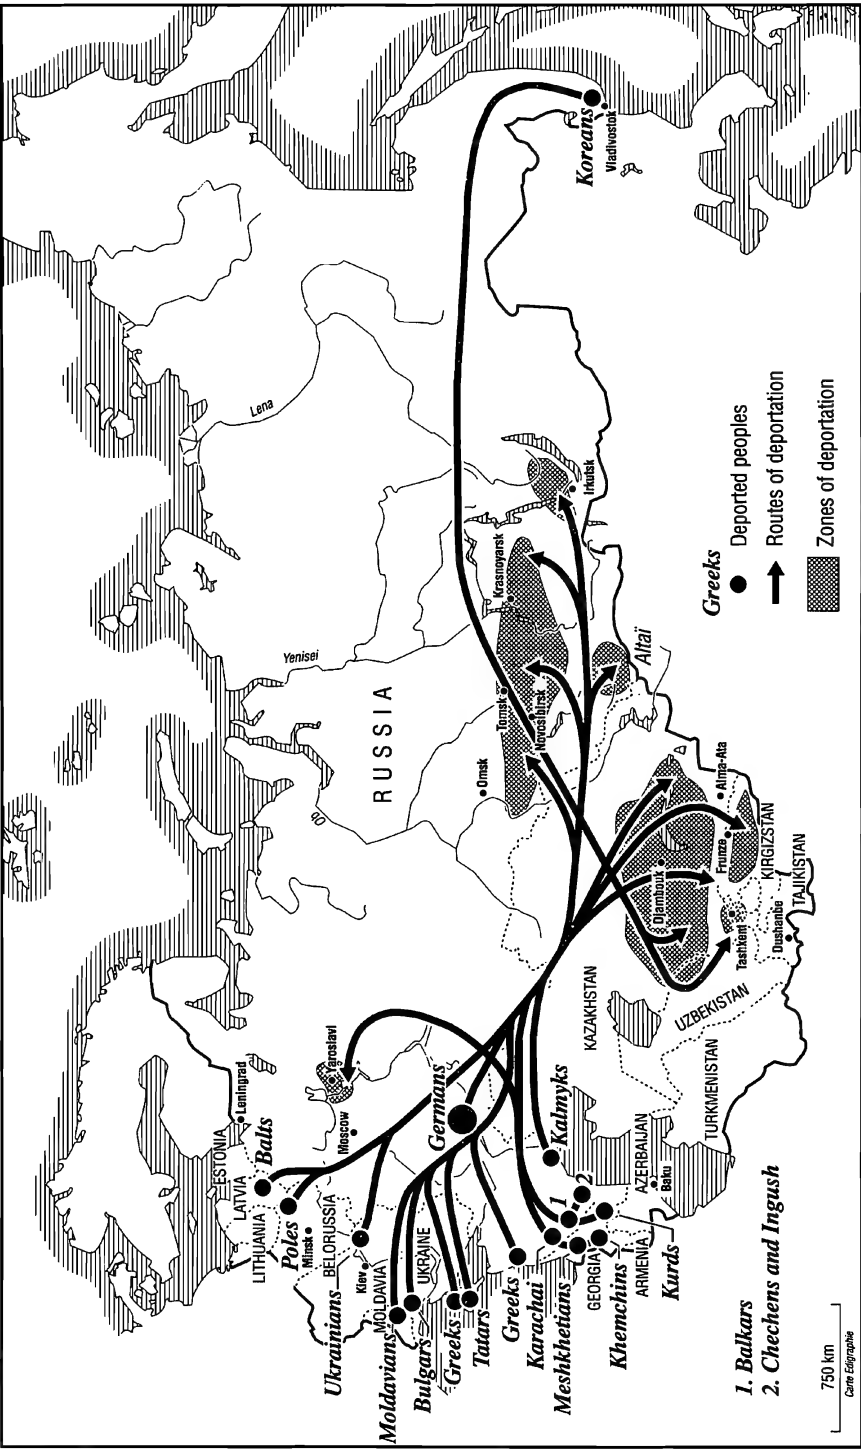 Koreans
Vladivostok
Lena
Irkutsk
Krasnoyarsk
Yenisei
Altaï
Tomsk
Novosibirsk
RUSSIA
Omsk
Ob
Alma-Ata
Frunze
KIRGIZSTAN
Djambouk
TAJIKISTAN
Tashkent
Dushanbe
KAZAKHSTAN
UZBEKISTAN
TURKMENISTAN
Yaroslavl
Moscow
Leningrad
ESTONIA
Balts
LATVIA
LITHUANIA
Poles
Minsk
BELORUSSIA
Germans
Kalmyks
AZERBAIJAN
Baku
1
2
Kiev
UKRAINE
MOLDAVIA
Ukrainians
Moldavians
Bulgars
Greeks
Tatars
Greeks
Karachai
Meshkhetians
GEORGIA
Khemchins
ARMENIA
Kurds
Greeks
Deported peoples
Routes of deportation
Zones of deportation
1. Balkars
2. Chechens and Ingush
750 km
Carte Edigraphie